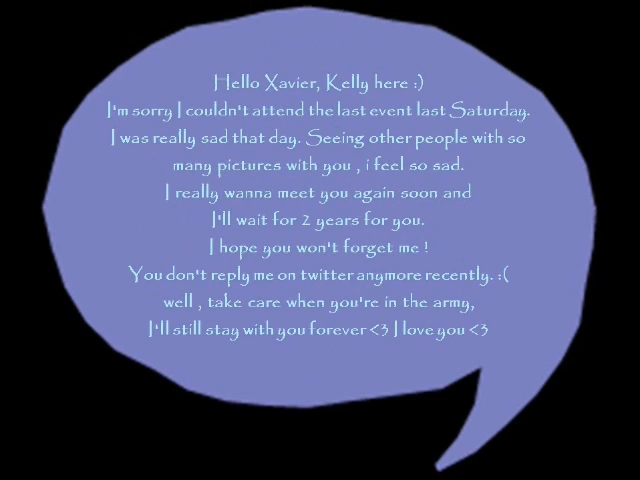 Hello Xavier, Kelly here :)
I'm sorry I couldn't attend the last event last Saturday.
I was really sad that day. Seeing other people with so
many pictures with you , i feel so sad.
I really wanna meet you again soon and
I'll wait for 2 years for you.
I hope you won't forget me !
You don't reply me on twitter anymore recently. :(
well , take care when you're in the army,
I'll still stay with you forever <3 I love you <3